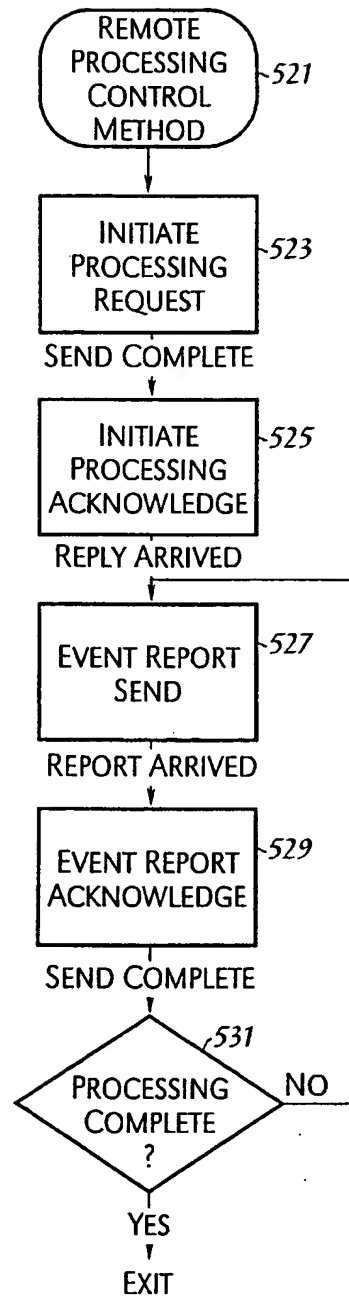 REMOTE
PROCESSING
CONTROL
METHOD
521
INITIATE
PROCESSING
REQUEST
523
SEND COMPLETE
INITIATE
PROCESSING
ACKNOWLEDGE
525
REPLY ARRIVED
EVENT REPORT
SEND
527
REPORT ARRIVED
EVENT REPORT
ACKNOWLEDGE
529
SEND COMPLETE
531
PROCESSING
COMPLETE
?
NO
YES
EXIT